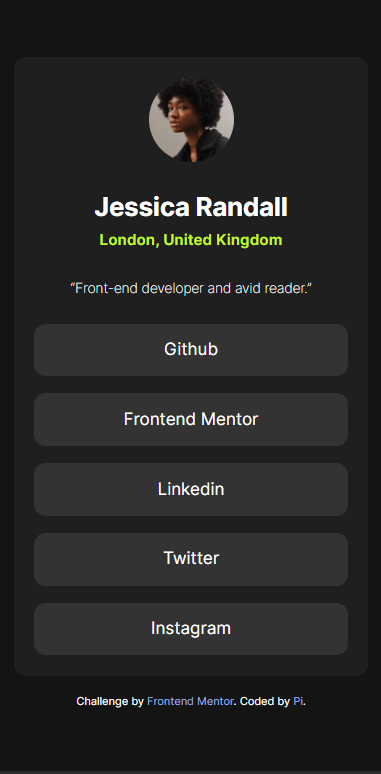 Jessica Randall
London, United Kingdom
“Front-end developer and avid reader.”
Github
Frontend Mentor
Linkedin
Twitter
Instagram
Challenge by Frontend Mentor. Coded by Pi.